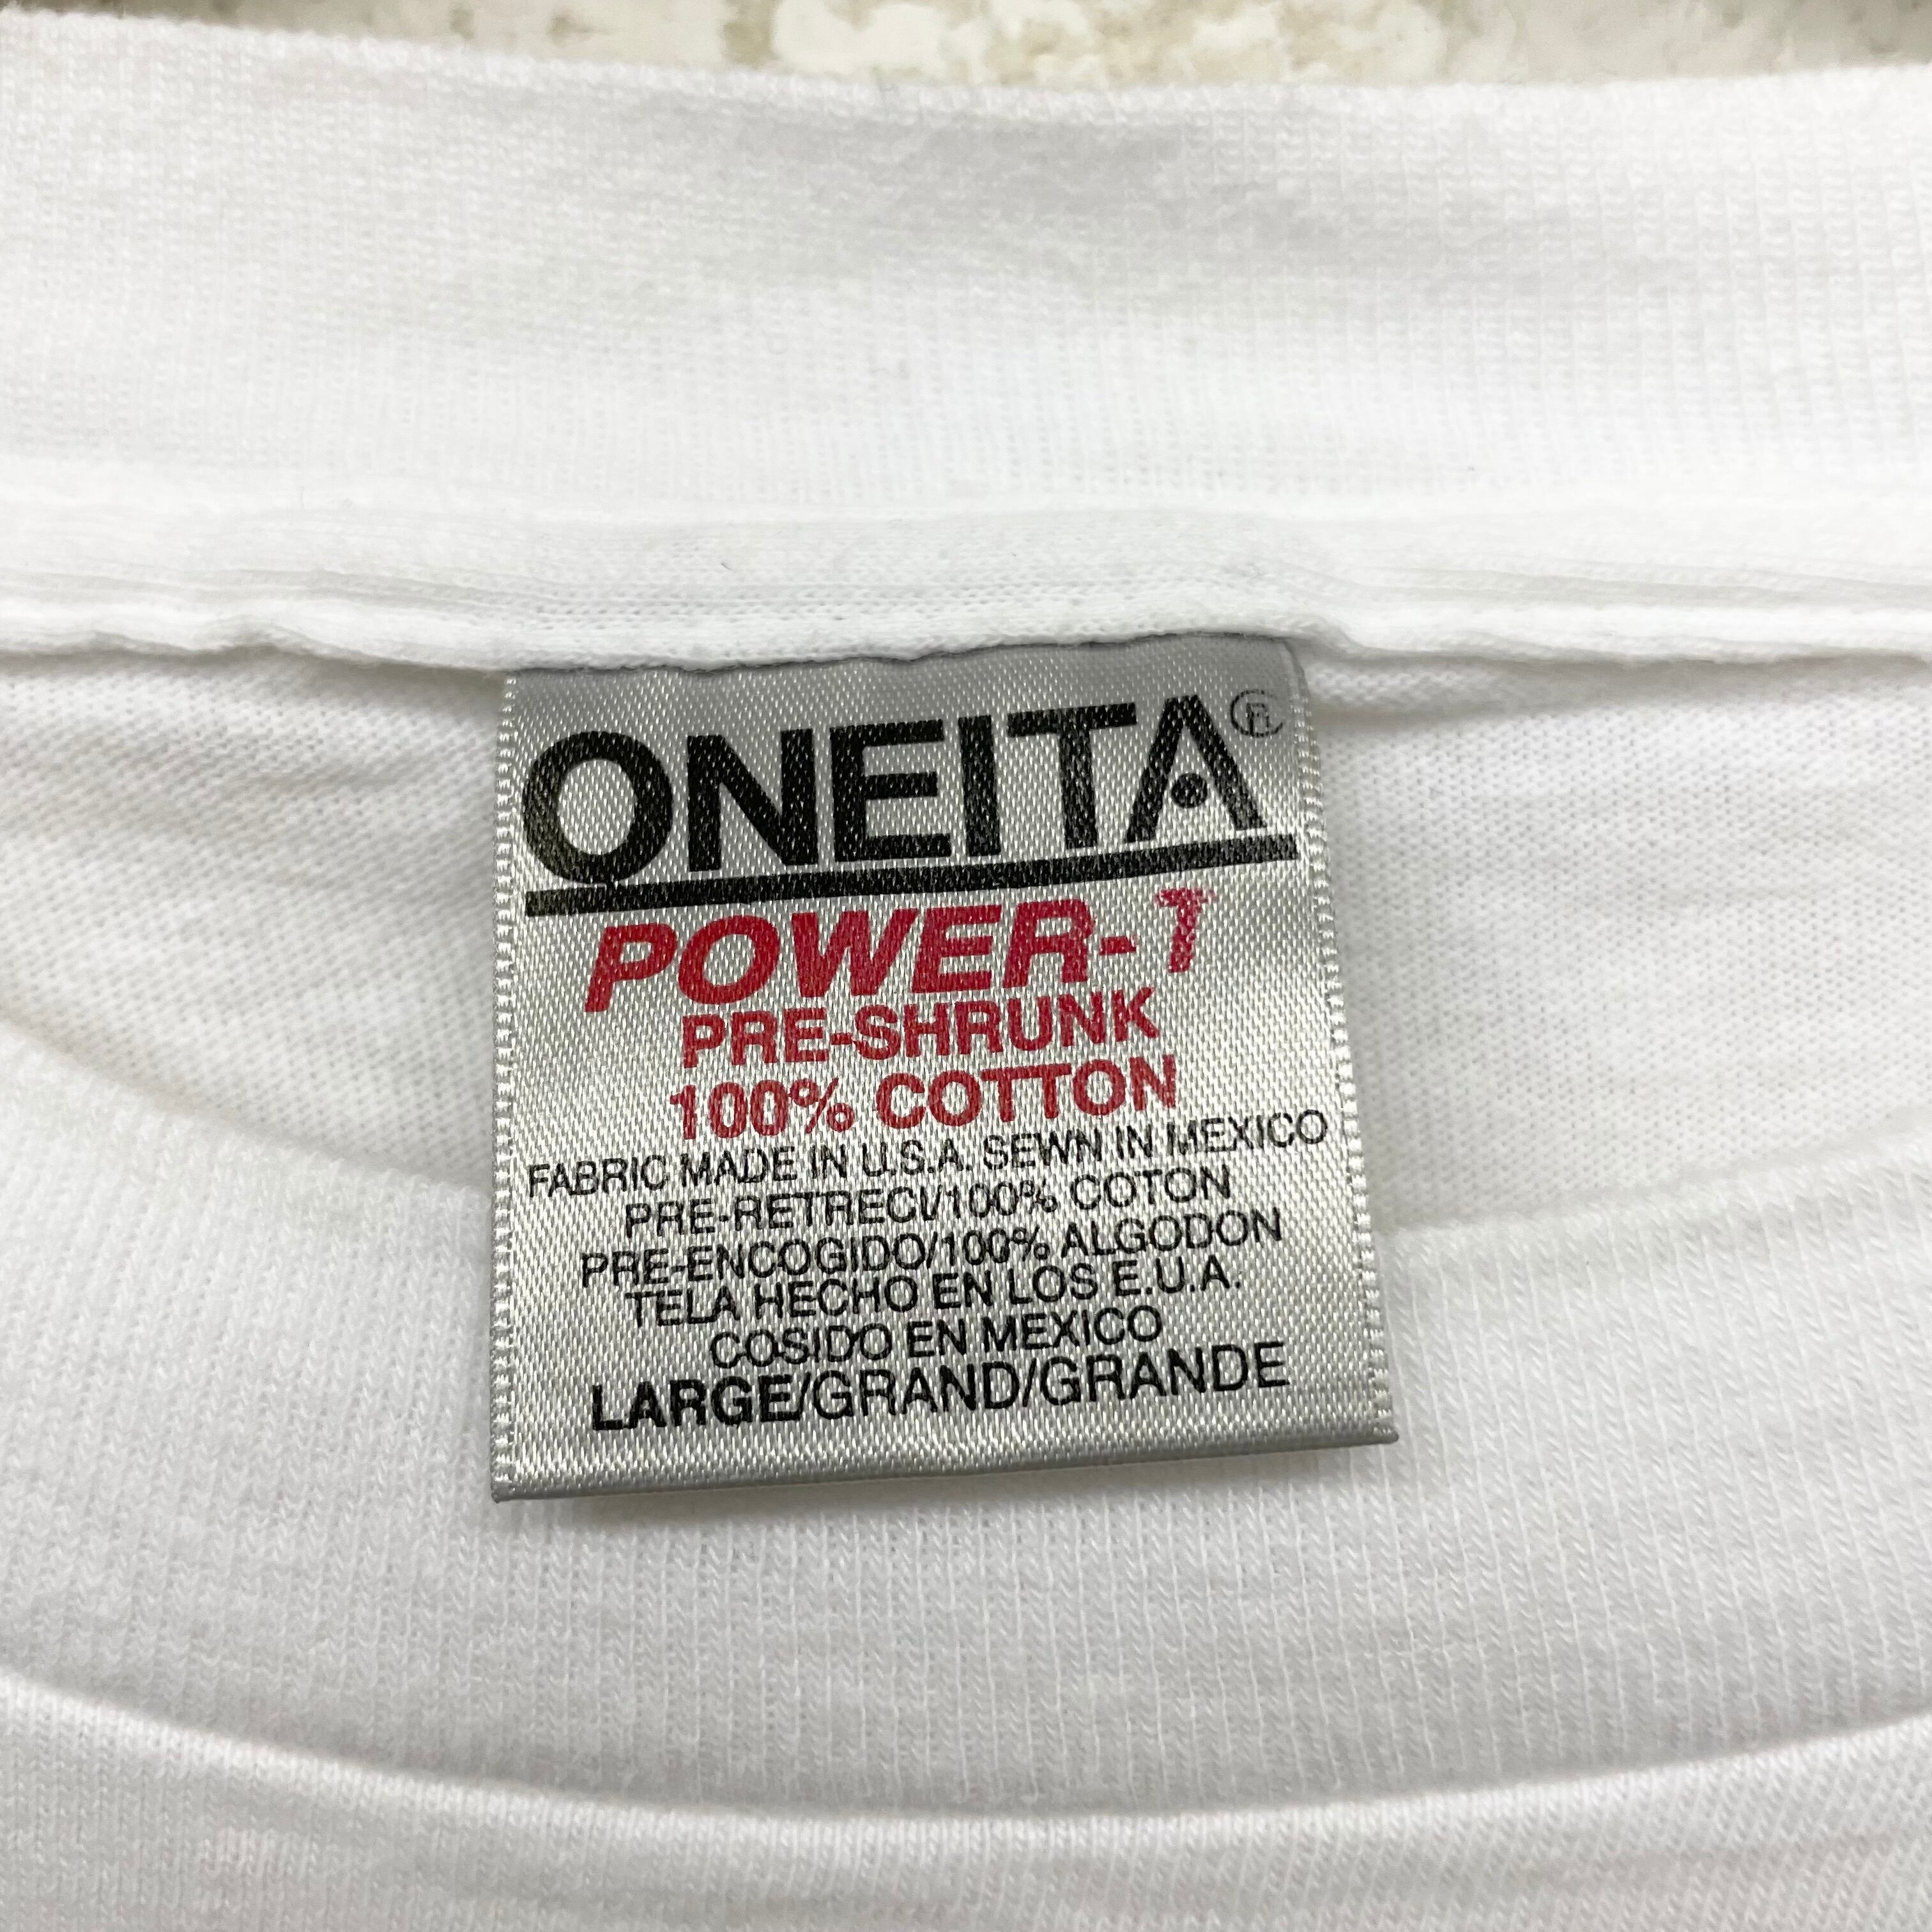 ONEITA®
POWER-T
PRE-SHRUNK
100% COTTON
FABRIC MADE IN U.S.A. SEWN IN MEXICO
PRE-RETRECI/100% COTON
PRE-ENCOGIDO/100% ALGODON
TELA HECHO EN LOS E.U.A.
COSIDO EN MEXICO
LARGE/GRAND/GRANDE